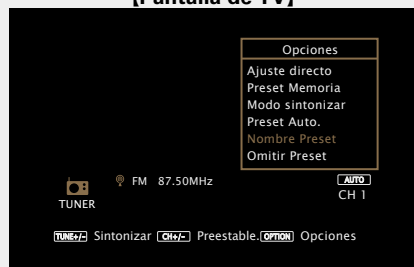 【Pantalla de TV】
Opciones
Ajuste directo
Preset Memoria
Modo sintonizar
Preset Auto.
Nombre Preset
Omitir Preset
FM 87.50MHz
AUTO
CH 1
TUNER
TUNE+/- Sintonizar CH+/- Preestable. OPTION Opciones